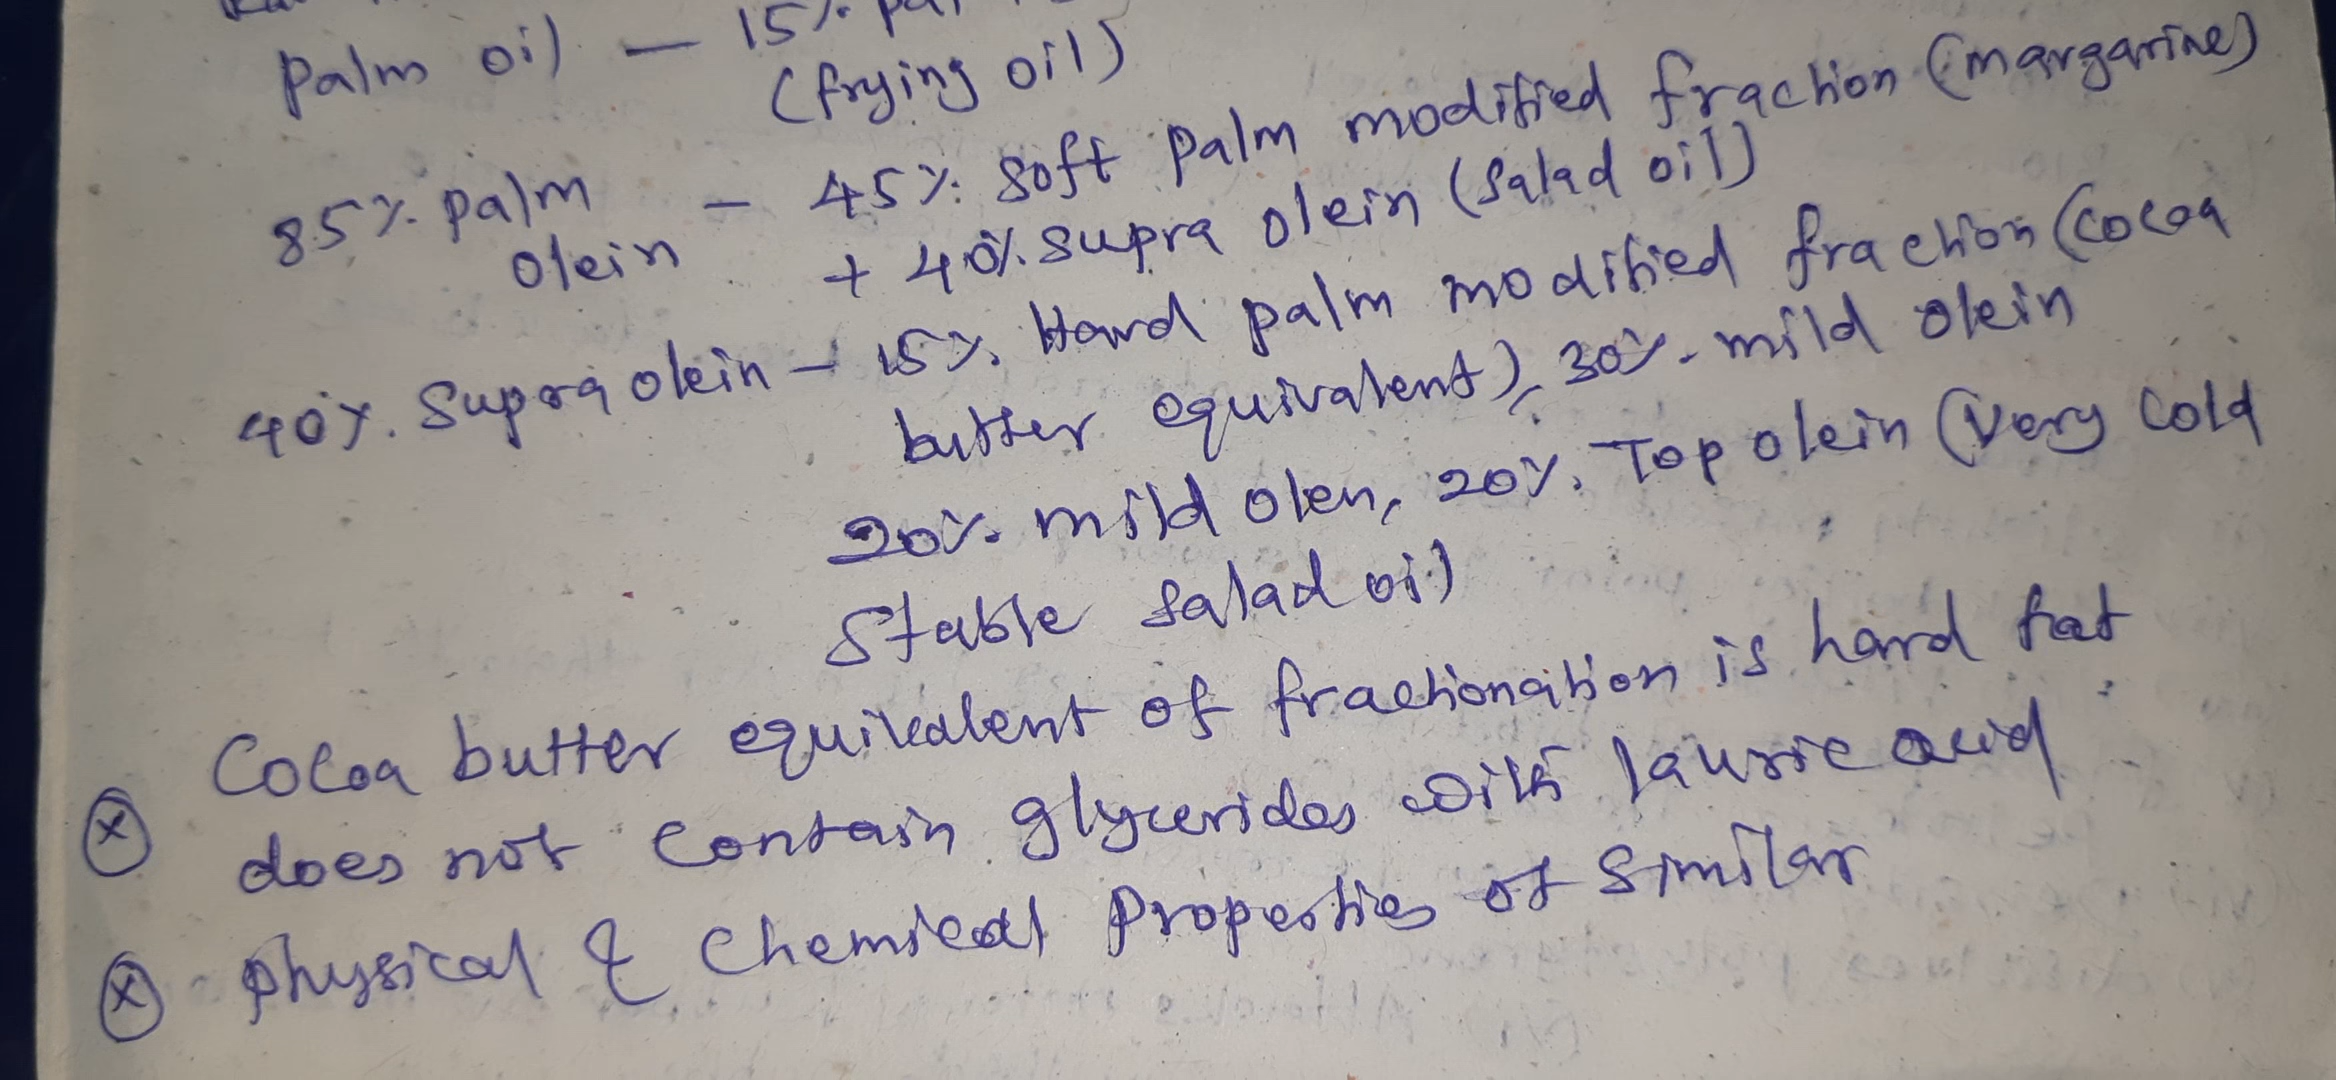 Palm oil — 15%
(frying oil)
85% palm - 45% soft palm modified fraction (margarine)
olein + 40% supra olein (salad oil)
40% Supra olein - 15% Hard palm modified fraction (cocoa
butter equivalent), 30% mild olein
20% mild olen, 20% Top olein (Very cold
stable salad oil)
Cocoa butter equivalent of fractionation is hard fat
does not contain glycerides with lauric acid
physical & chemical properties of similar